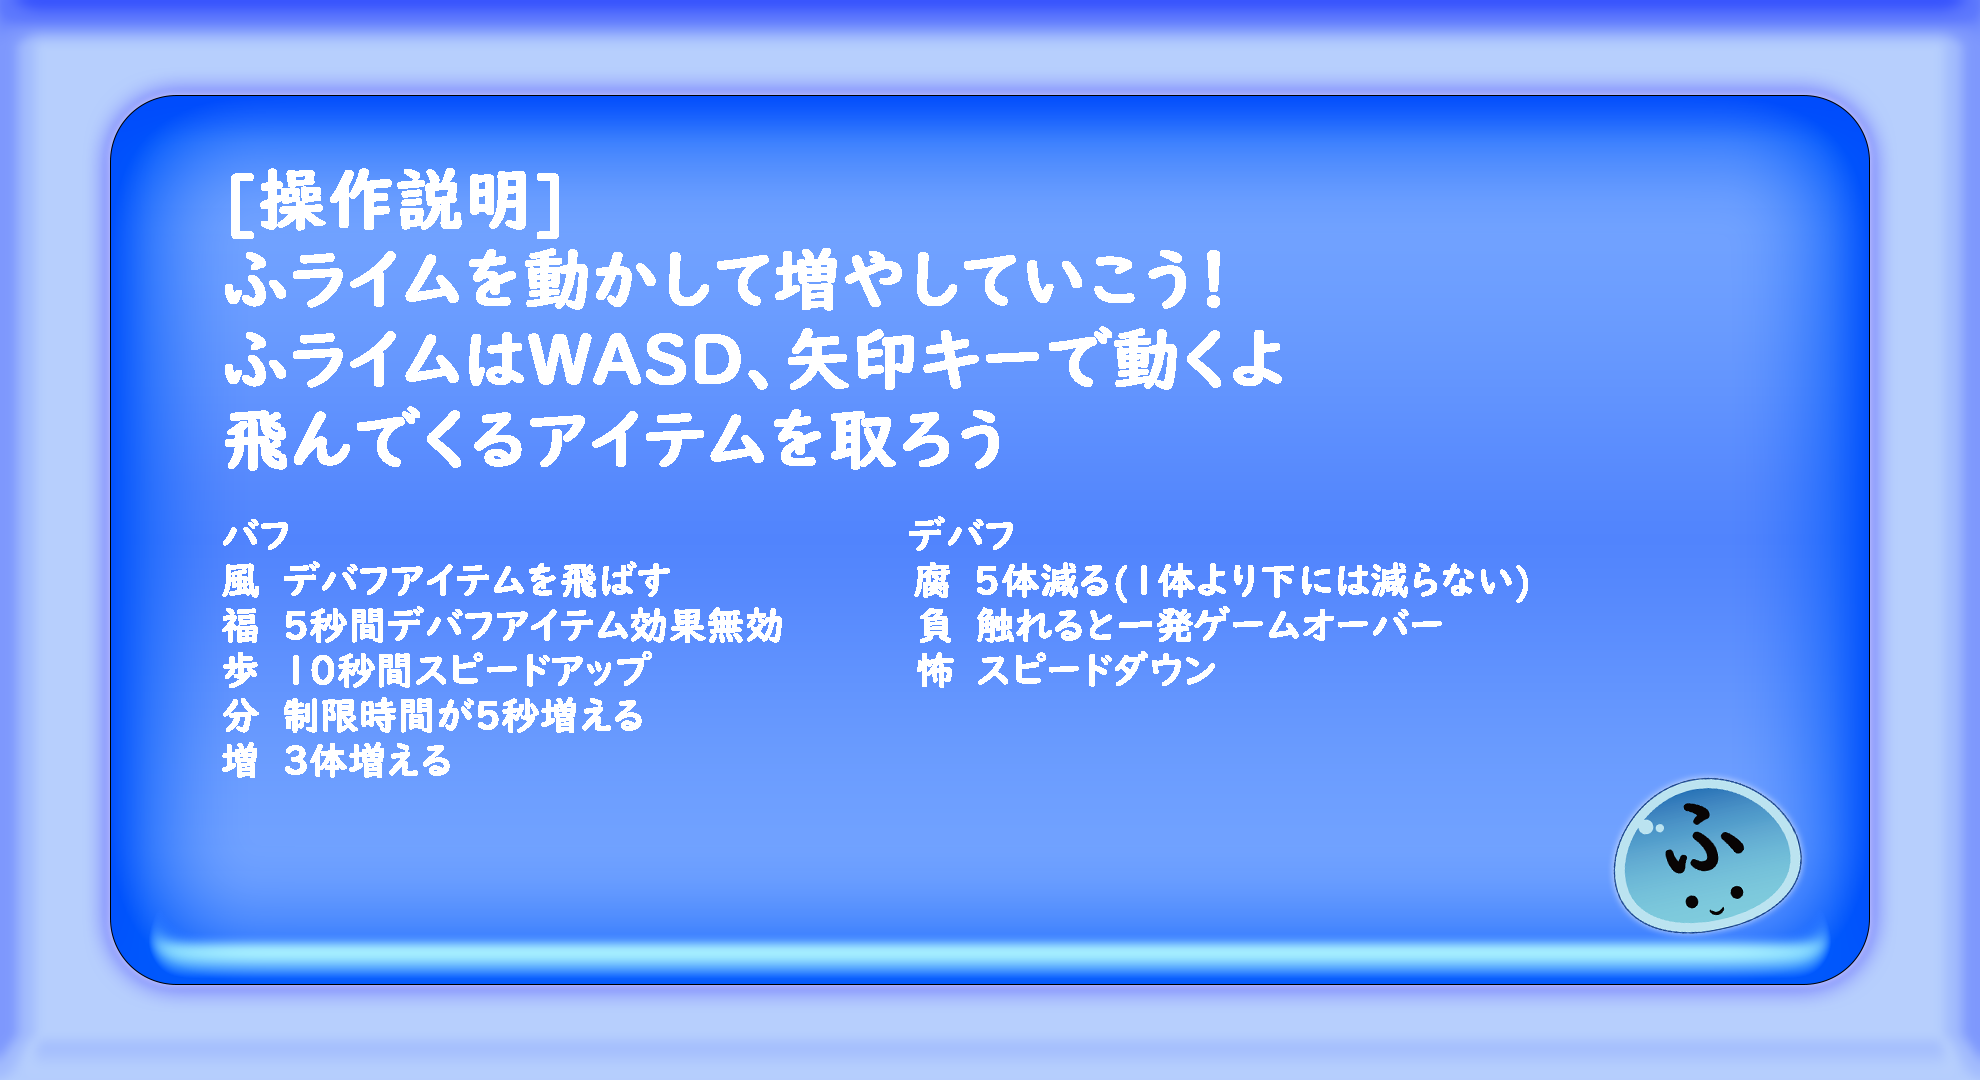 [操作説明]
ふライムを動かして増やしていこう!
ふライムはWASD、矢印キーで動くよ
飛んでくるアイテムを取ろう
バフ
風 デバフアイテムを飛ばす
福 5秒間デバフアイテム効果無効
歩 10秒間スピードアップ
分 制限時間が5秒増える
増 3体増える
デバフ
腐 5体減る(1体より下には減らない)
負 触れると一発ゲームオーバー
怖 スピードダウン
ふ